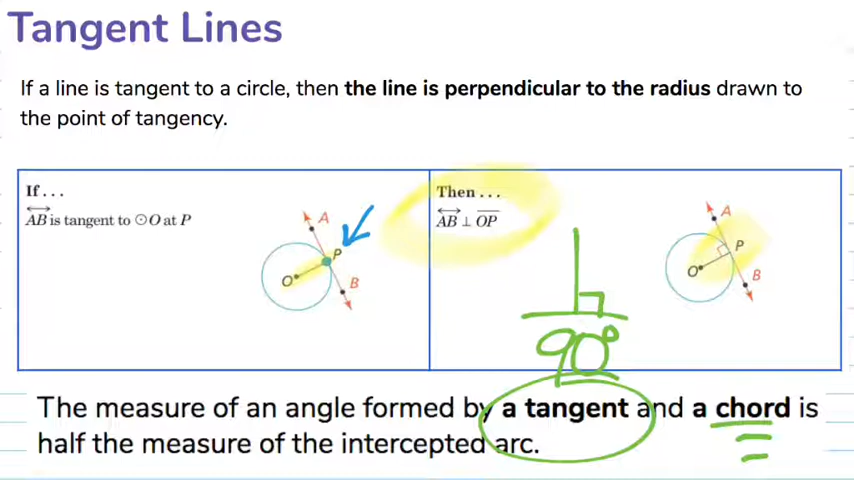 Tangent Lines
If a line is tangent to a circle, then the line is perpendicular to the radius drawn to
the point of tangency.
If . . .
AB is tangent to ⊙O at P
A
P
O
B
Then . . .
AB ⊥ OP
A
P
O
B
90°
The measure of an angle formed by a tangent and a chord is
half the measure of the intercepted arc.